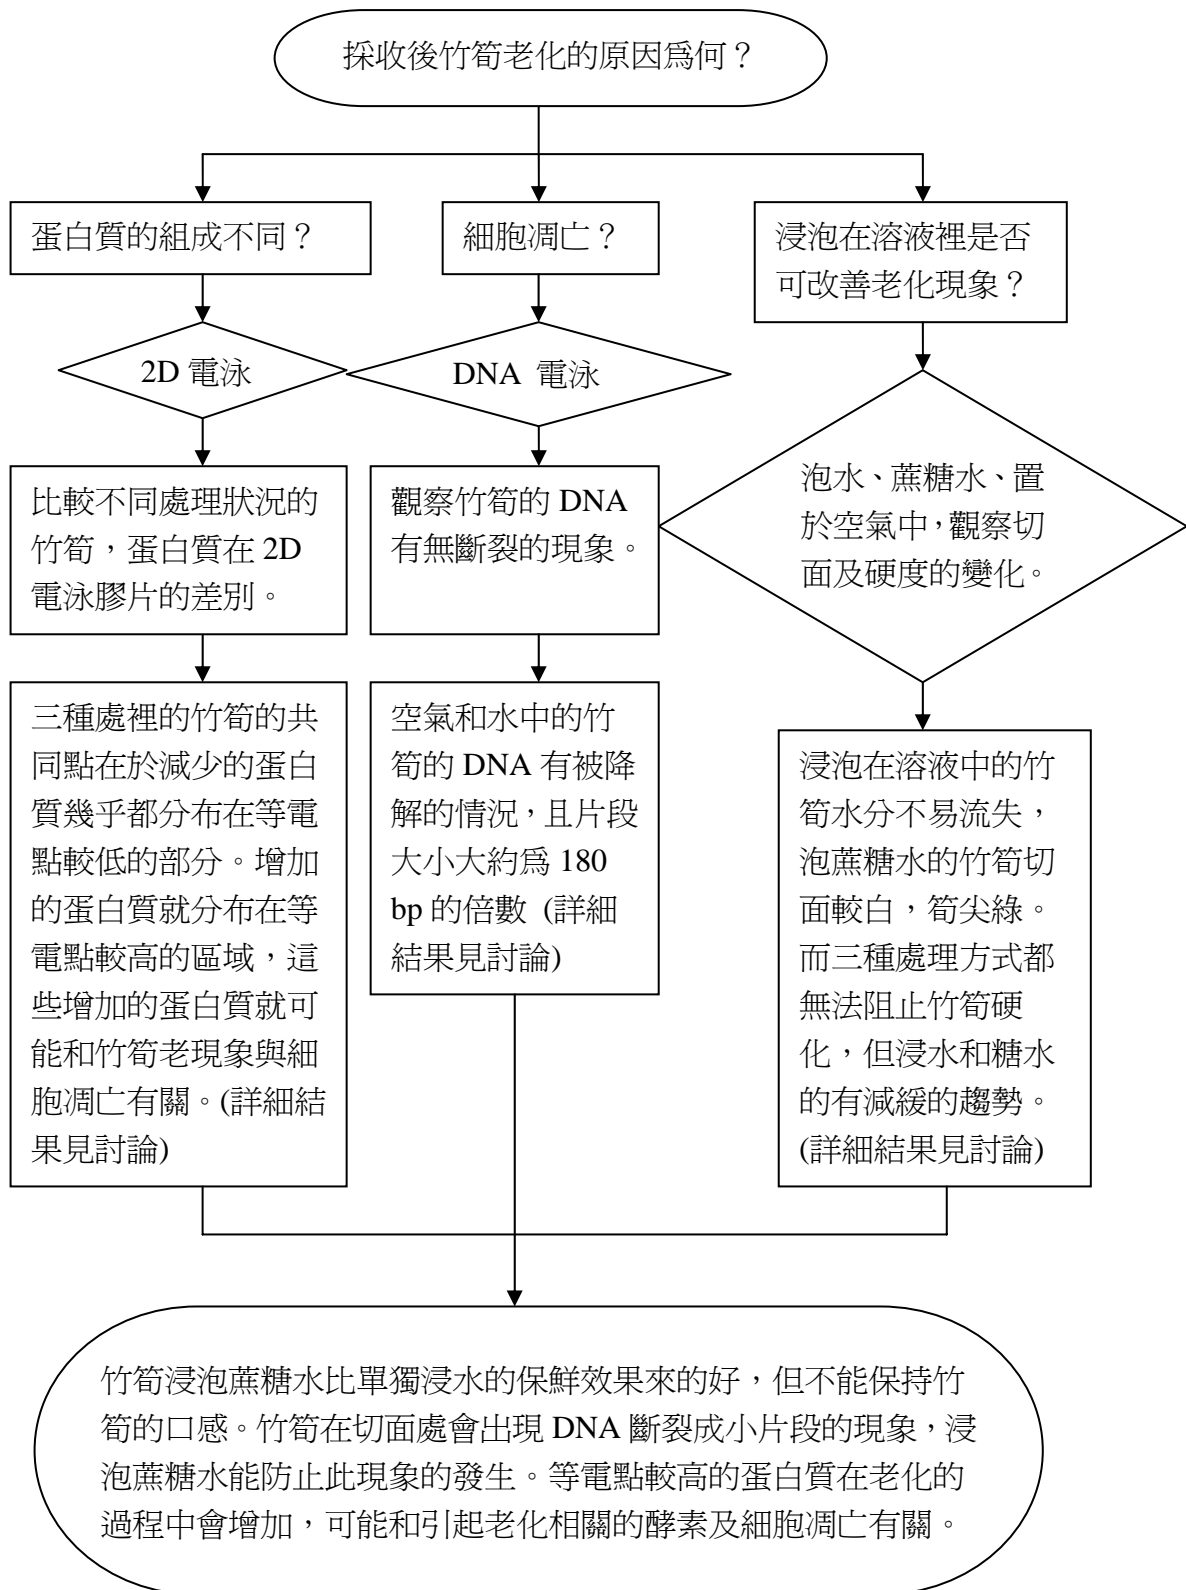 採收後竹筍老化的原因爲何？
蛋白質的組成不同？
細胞凋亡？
浸泡在溶液裡是否
可改善老化現象？
2D 電泳
DNA 電泳
比較不同處理狀況的
竹筍，蛋白質在 2D
電泳膠片的差別。
觀察竹筍的 DNA
有無斷裂的現象。
泡水、蔗糖水、置
於空氣中，觀察切
面及硬度的變化。
三種處裡的竹筍的共
同點在於減少的蛋白
質幾乎都分布在等電
點較低的部分。增加
的蛋白質就分布在等
電點較高的區域，這
些增加的蛋白質就可
能和竹筍老現象與細
胞凋亡有關。(詳細結
果見討論)
空氣和水中的竹
筍的 DNA 有被降
解的情況，且片段
大小大約爲 180
bp 的倍數 (詳細
結果見討論)
浸泡在溶液中的竹
筍水分不易流失，
泡蔗糖水的竹筍切
面較白，筍尖綠。
而三種處理方式都
無法阻止竹筍硬
化，但浸水和糖水
的有減緩的趨勢。
(詳細結果見討論)
竹筍浸泡蔗糖水比單獨浸水的保鮮效果來的好，但不能保持竹
筍的口感。竹筍在切面處會出現 DNA 斷裂成小片段的現象，浸
泡蔗糖水能防止此現象的發生。等電點較高的蛋白質在老化的
過程中會增加，可能和引起老化相關的酵素及細胞凋亡有關。